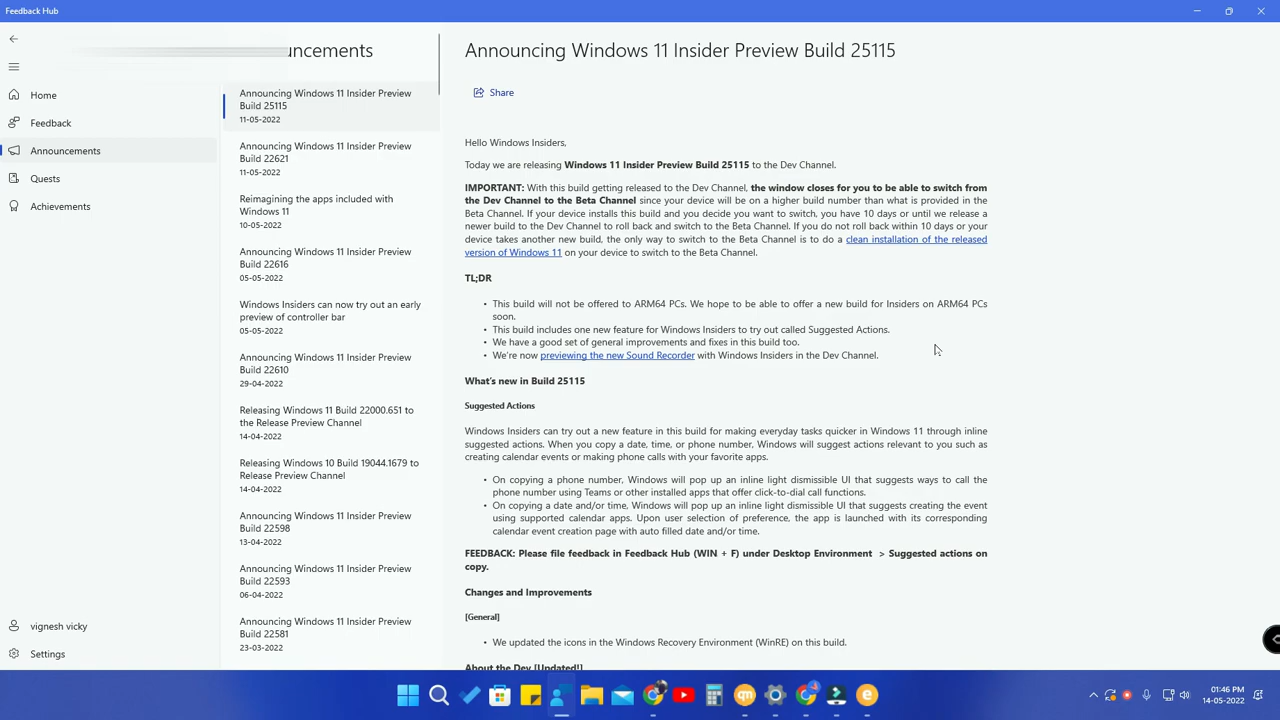 Feedback Hub
uncements
Home
Feedback
Announcements
Quests
Achievements
vignesh vicky
Settings
Announcing Windows 11 Insider Preview
Build 25115
11-05-2022
Announcing Windows 11 Insider Preview
Build 22621
11-05-2022
Reimagining the apps included with
Windows 11
10-05-2022
Announcing Windows 11 Insider Preview
Build 22616
05-05-2022
Windows Insiders can now try out an early
preview of controller bar
05-05-2022
Announcing Windows 11 Insider Preview
Build 22610
29-04-2022
Releasing Windows 11 Build 22000.651 to
the Release Preview Channel
14-04-2022
Releasing Windows 10 Build 19044.1679 to
Release Preview Channel
14-04-2022
Announcing Windows 11 Insider Preview
Build 22598
13-04-2022
Announcing Windows 11 Insider Preview
Build 22593
06-04-2022
Announcing Windows 11 Insider Preview
Build 22581
23-03-2022
Announcing Windows 11 Insider Preview Build 25115
Share
Hello Windows Insiders,
Today we are releasing Windows 11 Insider Preview Build 25115 to the Dev Channel.
IMPORTANT: With this build getting released to the Dev Channel, the window closes for you to be able to switch from
the Dev Channel to the Beta Channel since your device will be on a higher build number than what is provided in the
Beta Channel. If your device installs this build and you decide you want to switch, you have 10 days or until we release a
newer build to the Dev Channel to roll back and switch to the Beta Channel. If you do not roll back within 10 days or your
device takes another new build, the only way to switch to the Beta Channel is to do a clean installation of the released
version of Windows 11 on your device to switch to the Beta Channel.
TL;DR
• This build will not be offered to ARM64 PCs. We hope to be able to offer a new build for Insiders on ARM64 PCs
soon.
• This build includes one new feature for Windows Insiders to try out called Suggested Actions.
• We have a good set of general improvements and fixes in this build too.
• We're now previewing the new Sound Recorder with Windows Insiders in the Dev Channel.
What's new in Build 25115
Suggested Actions
Windows Insiders can try out a new feature in this build for making everyday tasks quicker in Windows 11 through inline
suggested actions. When you copy a date, time, or phone number, Windows will suggest actions relevant to you such as
creating calendar events or making phone calls with your favorite apps.
• On copying a phone number, Windows will pop up an inline light dismissible UI that suggests ways to call the
phone number using Teams or other installed apps that offer click-to-dial call functions.
• On copying a date and/or time, Windows will pop up an inline light dismissible UI that suggests creating the event
using supported calendar apps. Upon user selection of preference, the app is launched with its corresponding
calendar event creation page with auto filled date and/or time.
FEEDBACK: Please file feedback in Feedback Hub (WIN + F) under Desktop Environment > Suggested actions on
copy.
Changes and Improvements
[General]
• We updated the icons in the Windows Recovery Environment (WinRE) on this build.
About the Dev [Updated!]
01:46 PM
14-05-2022